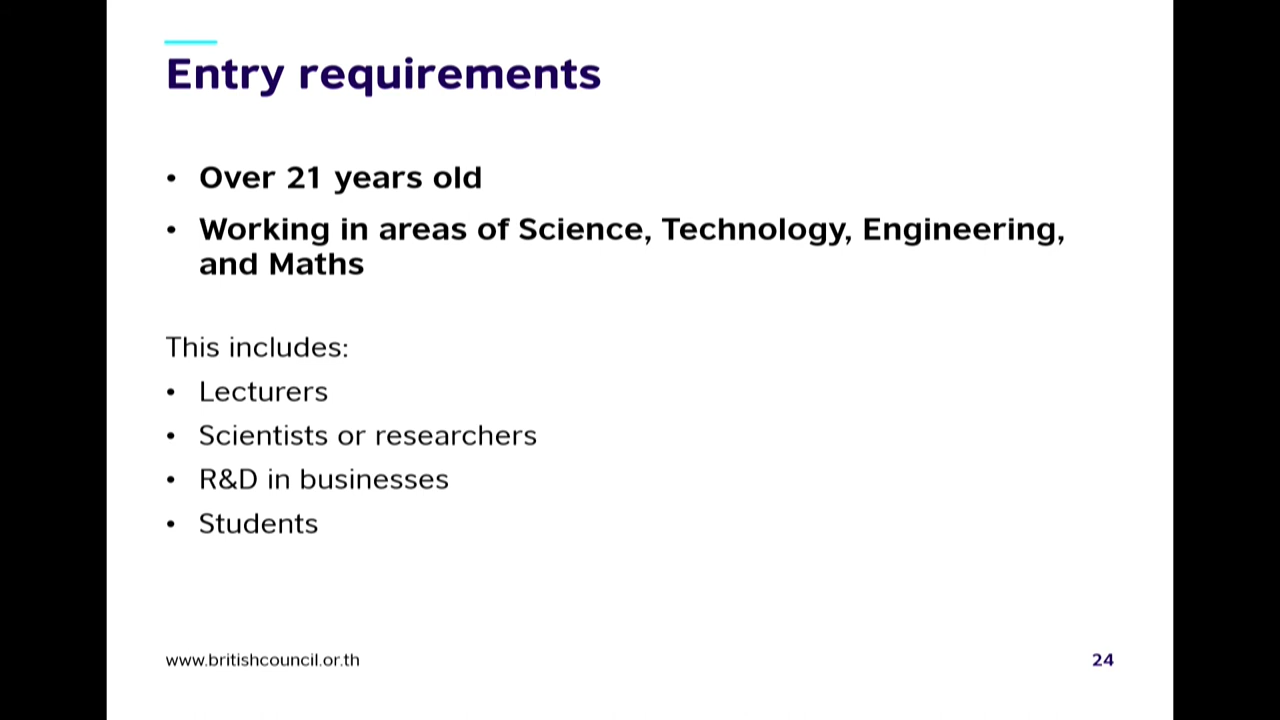 Entry requirements
• Over 21 years old
• Working in areas of Science, Technology, Engineering,
and Maths
This includes:
• Lecturers
• Scientists or researchers
• R&D in businesses
• Students
www.britishcouncil.or.th
24